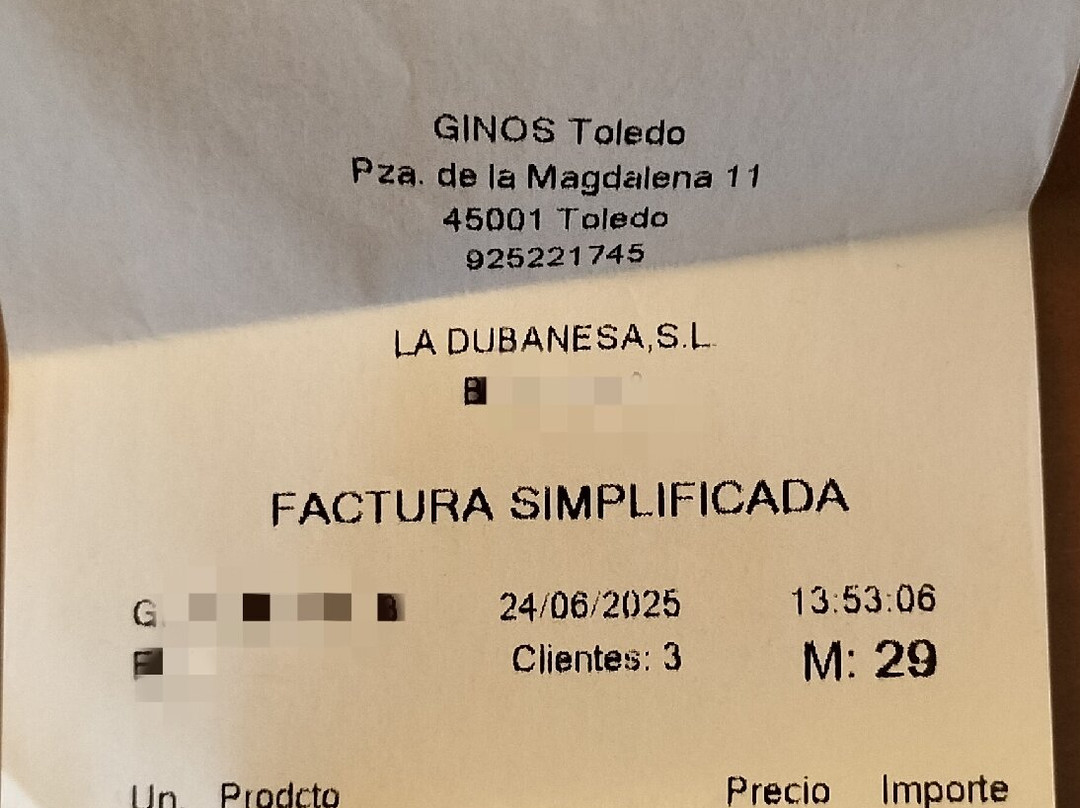 GINOS Toledo
Pza. de la Magdalena 11
45001 Toledo
925221745
LA DUBANESA,S.L.
B
FACTURA SIMPLIFICADA
G. 24/06/2025 13:53:06
Clientes: 3 M: 29
Un. Prodcto Precio Importe